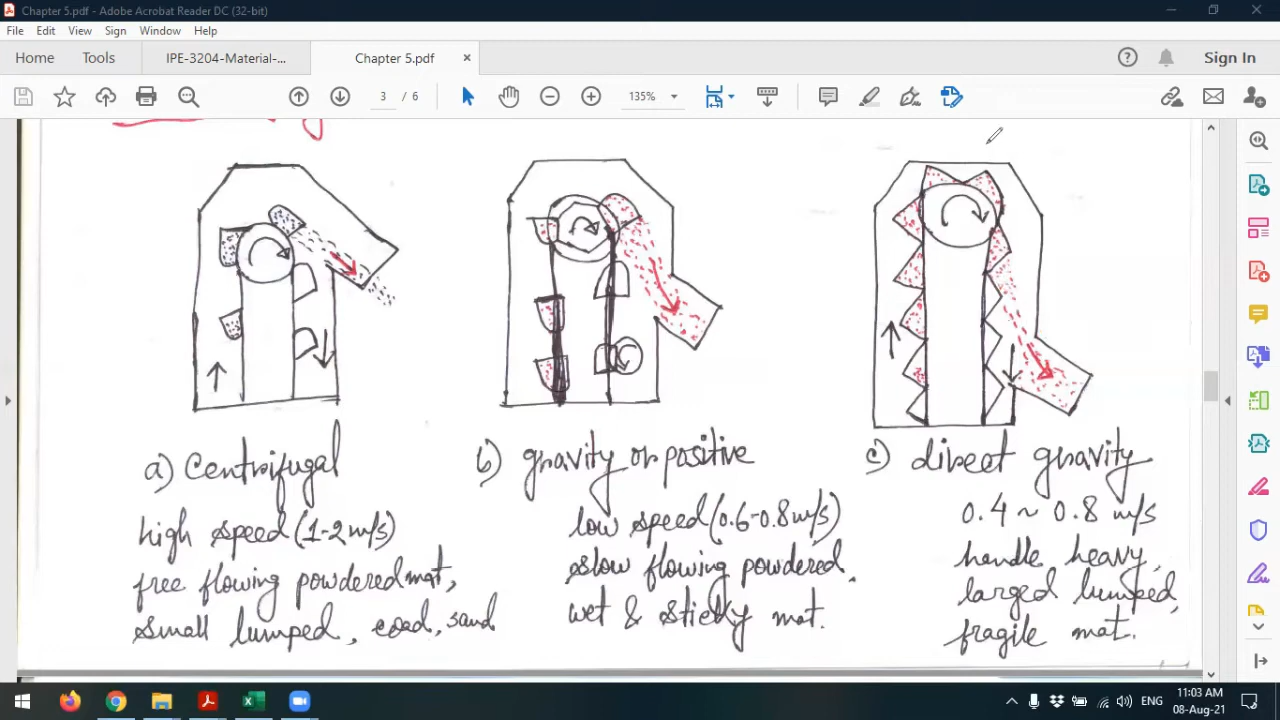 Chapter 5.pdf - Adobe Acrobat Reader DC (32-bit)
File Edit View Sign Window Help
Home Tools IPE-3204-Material-... Chapter 5.pdf × Sign In
3 / 6 135%
a) Centrifugal
high speed (1-2 m/s)
free flowing powdered mat,
small lumped, coad, sand
b) gravity or positive
low speed (0.6-0.8 m/s)
slow flowing powdered,
wet & sticky mat.
c) direct gravity
0.4 ~ 0.8 m/s
handle heavy,
larged lumped,
fragile mat.
ENG 11:03 AM
08-Aug-21